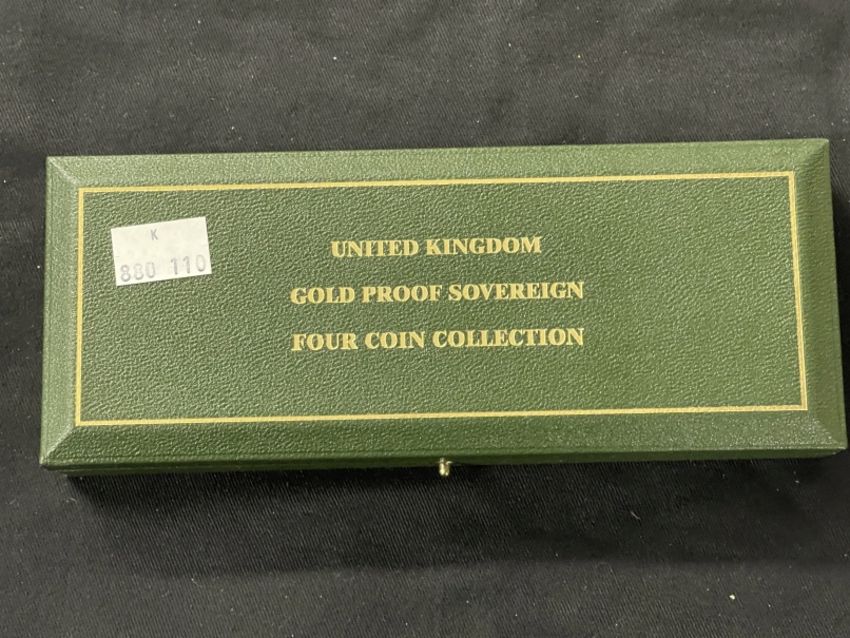 K
880 110
UNITED KINGDOM
GOLD PROOF SOVEREIGN
FOUR COIN COLLECTION